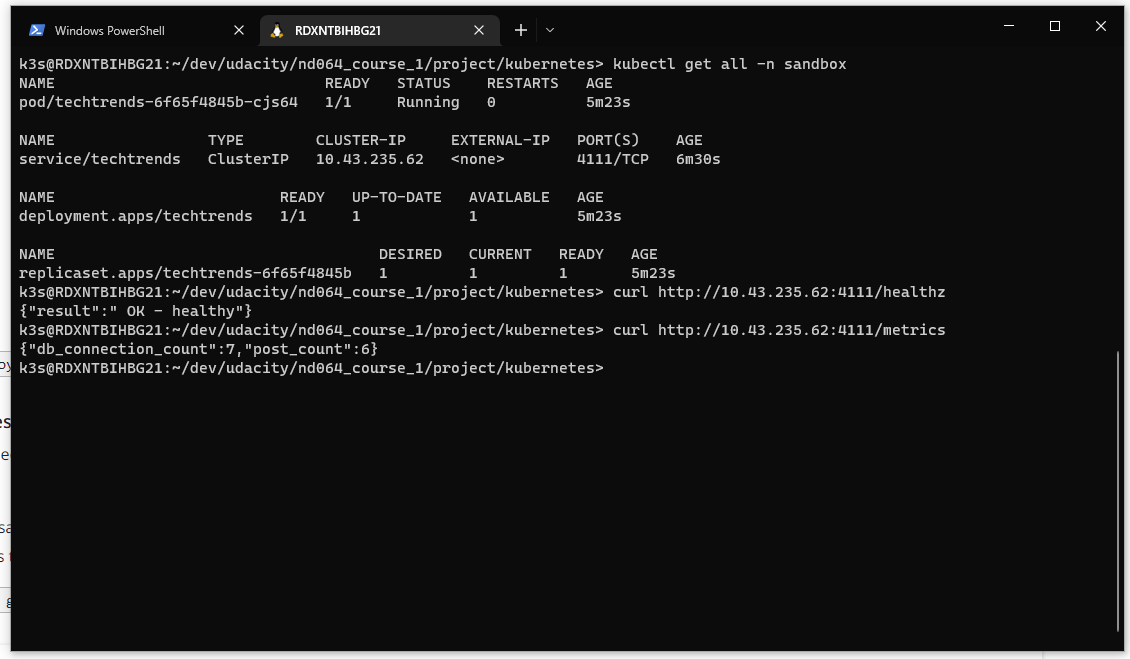 Windows PowerShell RDXNTBIHBG21
k3s@RDXNTBIHBG21:~/dev/udacity/nd064_course_1/project/kubernetes> kubectl get all -n sandbox
NAME READY STATUS RESTARTS AGE
pod/techtrends-6f65f4845b-cjs64 1/1 Running 0 5m23s
NAME TYPE CLUSTER-IP EXTERNAL-IP PORT(S) AGE
service/techtrends ClusterIP 10.43.235.62 <none> 4111/TCP 6m30s
NAME READY UP-TO-DATE AVAILABLE AGE
deployment.apps/techtrends 1/1 1 1 5m23s
NAME DESIRED CURRENT READY AGE
replicaset.apps/techtrends-6f65f4845b 1 1 1 5m23s
k3s@RDXNTBIHBG21:~/dev/udacity/nd064_course_1/project/kubernetes> curl http://10.43.235.62:4111/healthz
{"result":" OK - healthy"}
k3s@RDXNTBIHBG21:~/dev/udacity/nd064_course_1/project/kubernetes> curl http://10.43.235.62:4111/metrics
{"db_connection_count":7,"post_count":6}
k3s@RDXNTBIHBG21:~/dev/udacity/nd064_course_1/project/kubernetes>